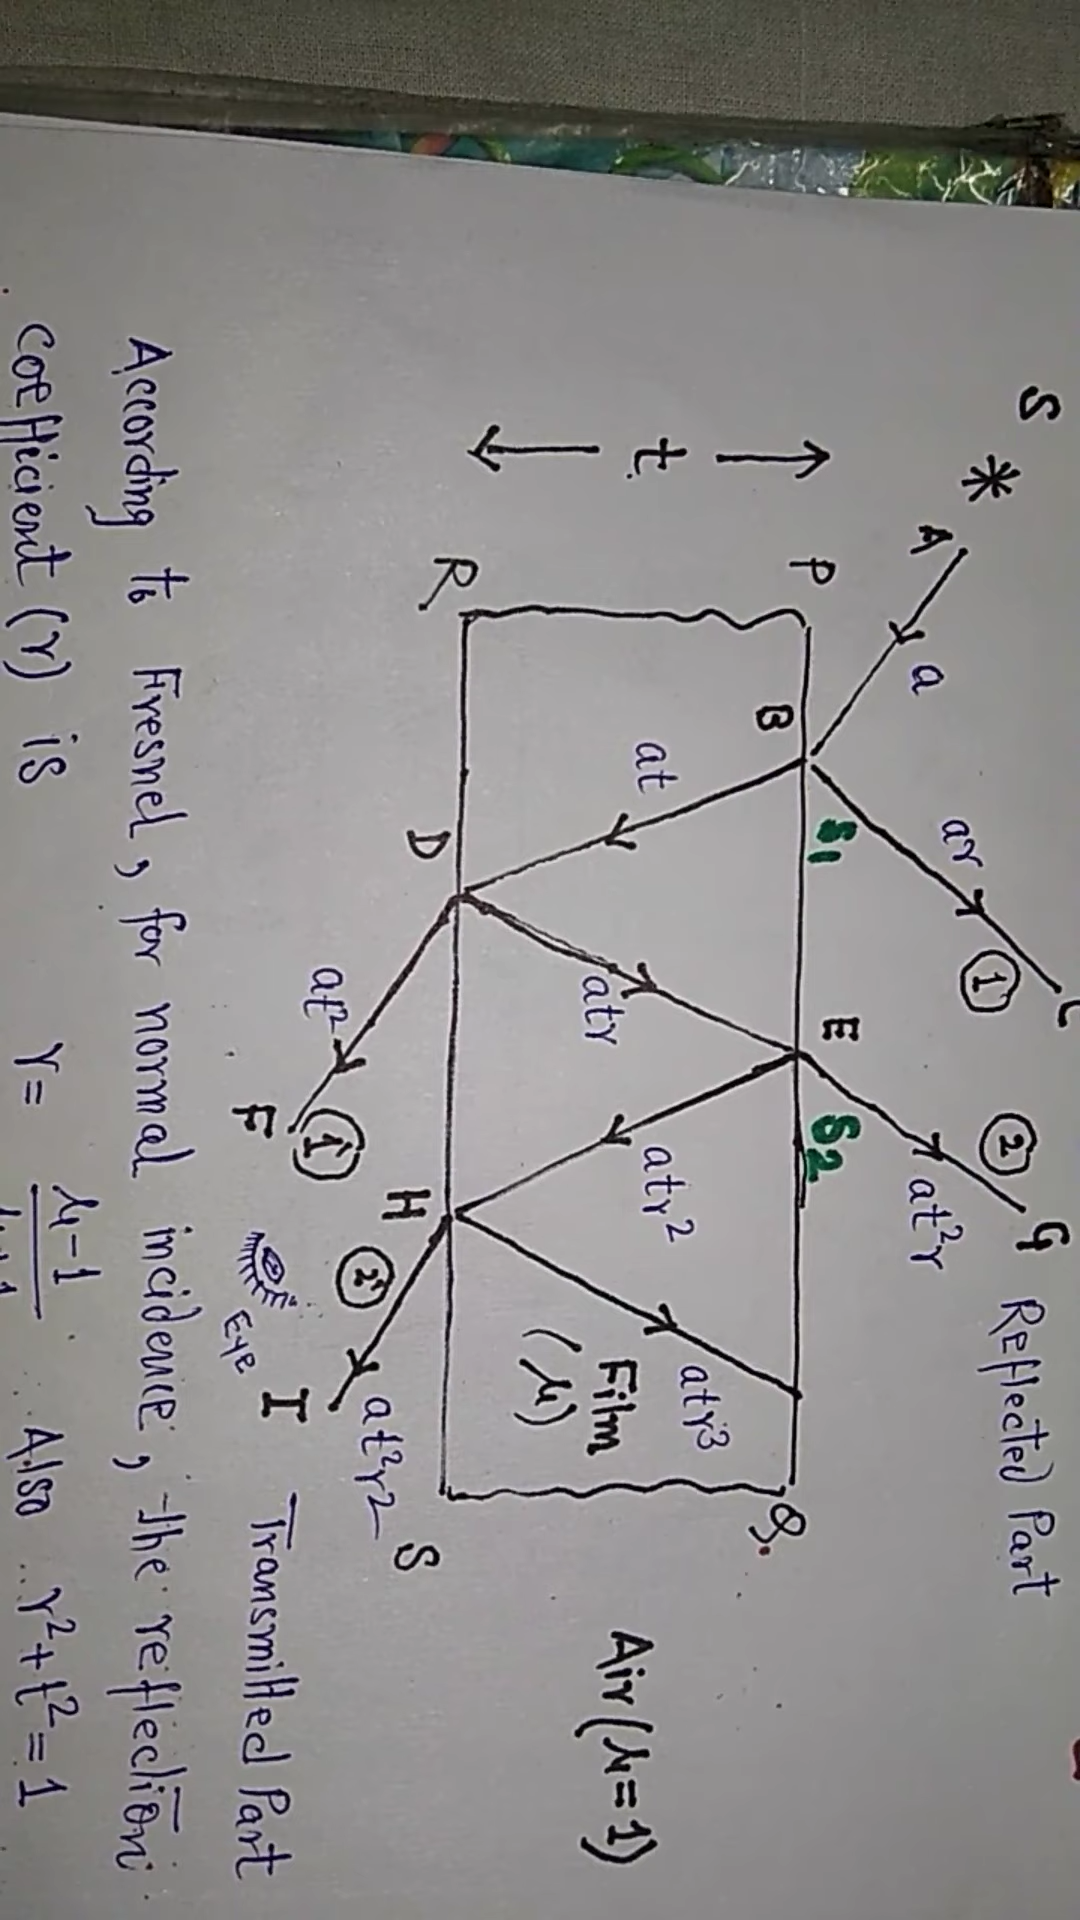 S
A
a
ar
C
1
2
G
Reflected Part
at²r
P
B
S1
E
S2
Q.
t
at
atr
atr²
atr³
Film
(μ)
Air (μ=1)
R
D
H
S
at²
F
1'
2'
I
at²r2
Eye
Transmitted Part
According to Fresnel, for normal incidence, the reflection
coefficient (r) is r = μ-1 Also r²+t²=1